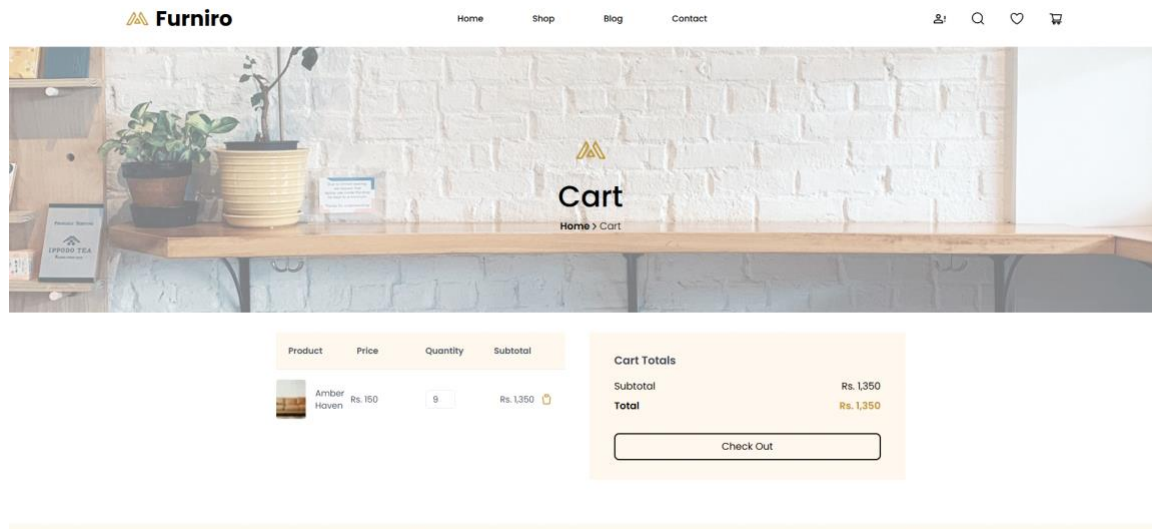 Furniro
Home Shop Blog Contact
Cart
Home > Cart
IPPODO TEA
Product Price Quantity Subtotal
Amber Haven Rs. 150 9 Rs. 1,350
Cart Totals
Subtotal Rs. 1,350
Total Rs. 1,350
Check Out